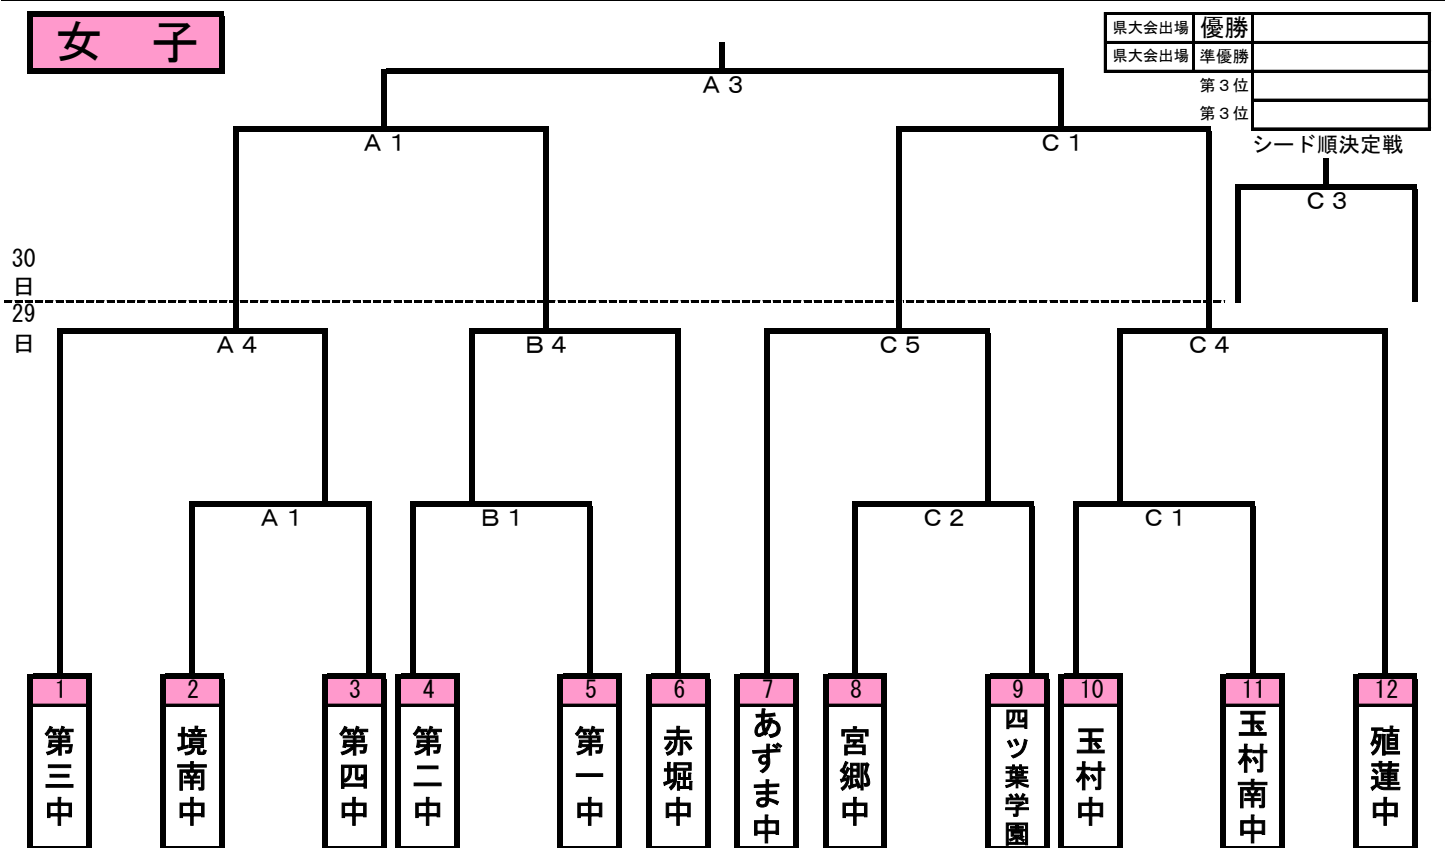 女　子
県大会出場 優勝
県大会出場 準優勝
第３位
第３位
Ａ３
Ａ１
Ｃ１
シード順決定戦
Ｃ３
30日
29日
Ａ４
Ｂ４
Ｃ５
Ｃ４
Ａ１
Ｂ１
Ｃ２
Ｃ１
1
2
3
4
5
6
7
8
9
10
11
12
第三中
境南中
第四中
第二中
第一中
赤堀中
あずま中
宮郷中
四ツ葉学園
玉村中
玉村南中
殖蓮中